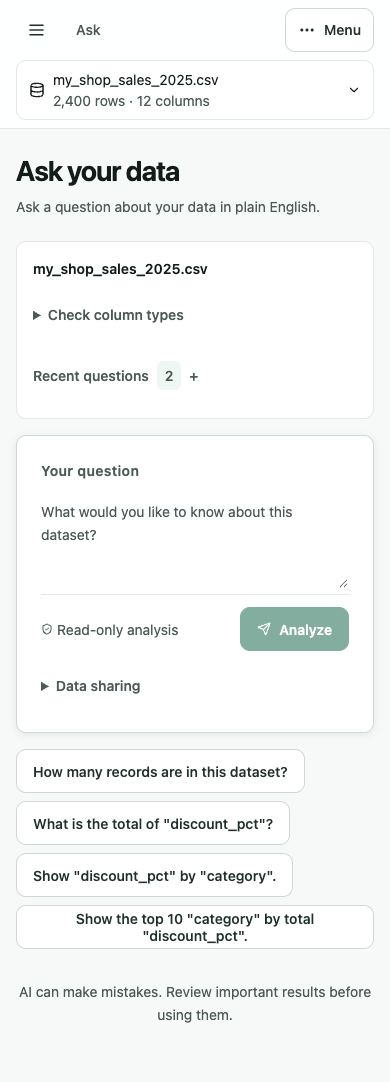 Ask
Menu
my_shop_sales_2025.csv
2,400 rows · 12 columns
Ask your data
Ask a question about your data in plain English.
my_shop_sales_2025.csv
Check column types
Recent questions 2 +
Your question
What would you like to know about this
dataset?
Read-only analysis
Analyze
Data sharing
How many records are in this dataset?
What is the total of "discount_pct"?
Show "discount_pct" by "category".
Show the top 10 "category" by total
"discount_pct".
AI can make mistakes. Review important results before
using them.